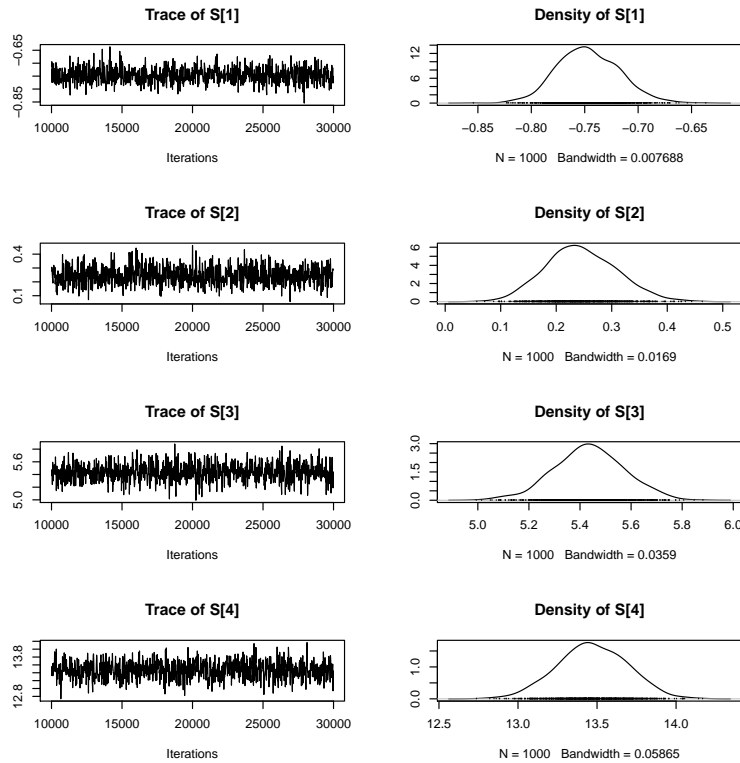 Trace of S[1]
−0.85 −0.65
10000 15000 20000 25000 30000
Iterations
Density of S[1]
0 6 12
−0.85 −0.80 −0.75 −0.70 −0.65
N = 1000 Bandwidth = 0.007688
Trace of S[2]
0.1 0.4
10000 15000 20000 25000 30000
Iterations
Density of S[2]
0 2 4 6
0.0 0.1 0.2 0.3 0.4 0.5
N = 1000 Bandwidth = 0.0169
Trace of S[3]
5.0 5.6
10000 15000 20000 25000 30000
Iterations
Density of S[3]
0.0 1.5 3.0
5.0 5.2 5.4 5.6 5.8 6.0
N = 1000 Bandwidth = 0.0359
Trace of S[4]
12.8 13.8
10000 15000 20000 25000 30000
Iterations
Density of S[4]
0.0 1.0
12.5 13.0 13.5 14.0
N = 1000 Bandwidth = 0.05865